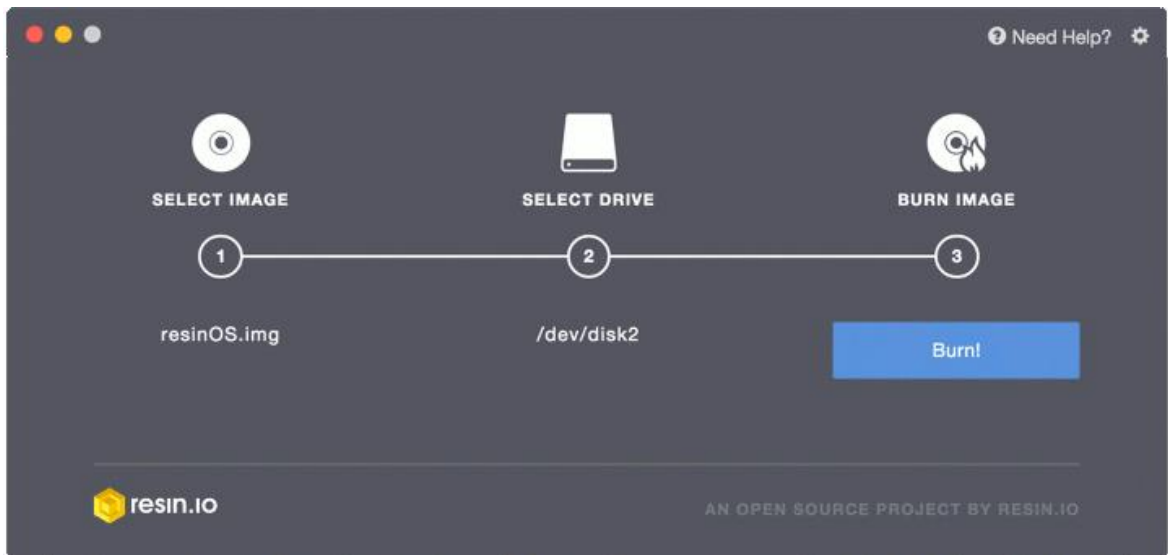 Need Help?
SELECT IMAGE
SELECT DRIVE
BURN IMAGE
1
2
3
resinOS.img
/dev/disk2
Burn!
resin.io
AN OPEN SOURCE PROJECT BY RESIN.IO